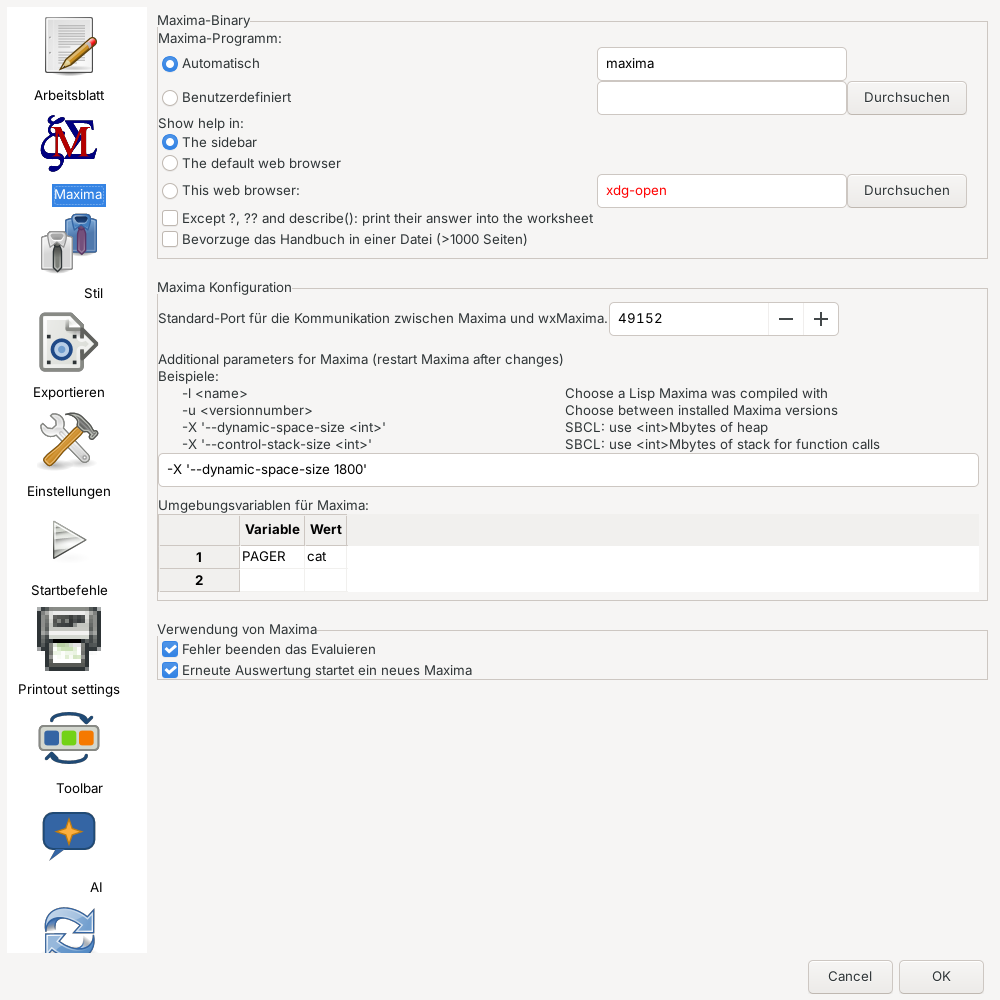 Arbeitsblatt
Maxima
Stil
Exportieren
Einstellungen
Startbefehle
Printout settings
Toolbar
AI
Maxima-Binary
Maxima-Programm:
Automatisch maxima
Benutzerdefiniert Durchsuchen
Show help in:
The sidebar
The default web browser
This web browser: xdg-open Durchsuchen
Except ?, ?? and describe(): print their answer into the worksheet
Bevorzuge das Handbuch in einer Datei (>1000 Seiten)
Maxima Konfiguration
Standard-Port für die Kommunikation zwischen Maxima und wxMaxima. 49152
Additional parameters for Maxima (restart Maxima after changes)
Beispiele:
-l <name> Choose a Lisp Maxima was compiled with
-u <versionnumber> Choose between installed Maxima versions
-X '--dynamic-space-size <int>' SBCL: use <int>Mbytes of heap
-X '--control-stack-size <int>' SBCL: use <int>Mbytes of stack for function calls
-X '--dynamic-space-size 1800'
Umgebungsvariablen für Maxima:
Variable Wert
1 PAGER cat
2
Verwendung von Maxima
Fehler beenden das Evaluieren
Erneute Auswertung startet ein neues Maxima
Cancel OK